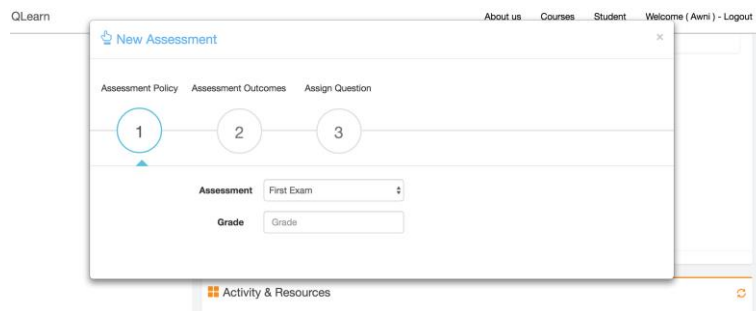 QLearn
About us Courses Student Welcome ( Awni ) - Logout
New Assessment ×
Assessment Policy Assessment Outcomes Assign Question
1 2 3
Assessment First Exam
Grade Grade
Activity & Resources